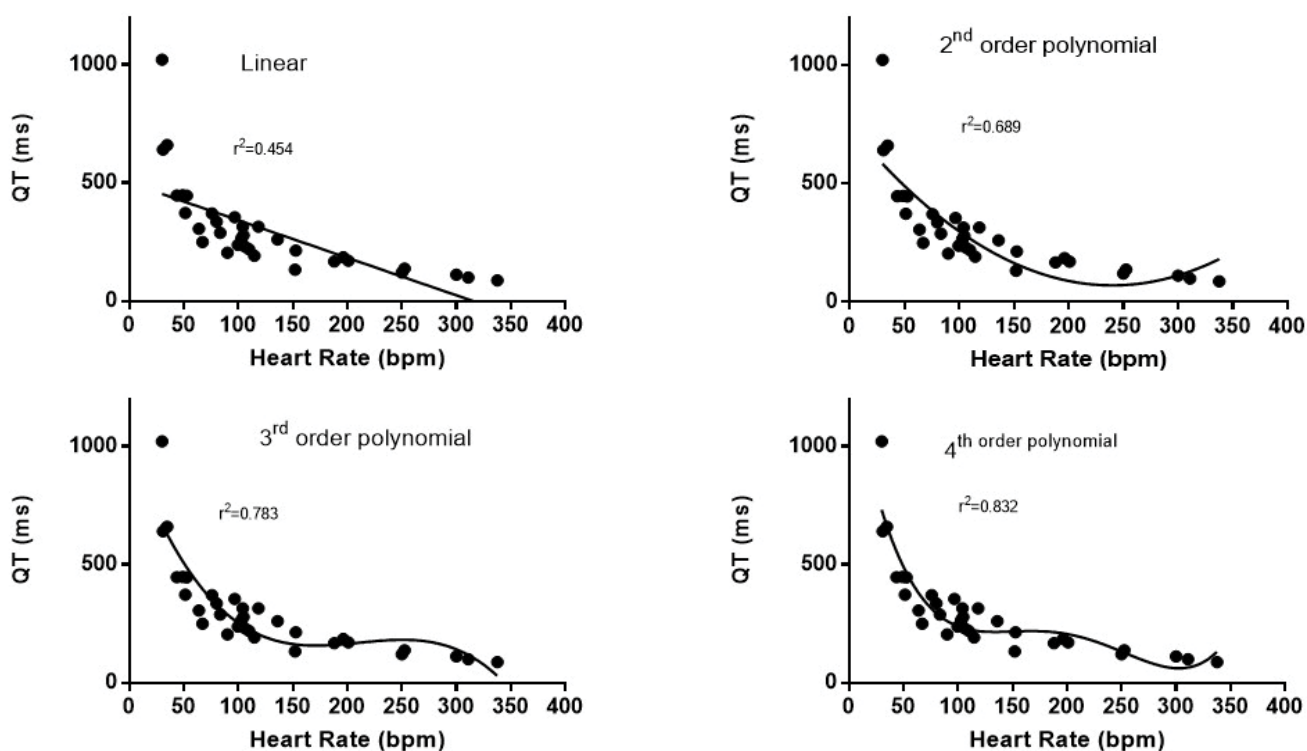 Linear
r²=0.454
QT (ms)
1000
500
0
0 50 100 150 200 250 300 350 400
Heart Rate (bpm)
2nd order polynomial
r²=0.689
QT (ms)
1000
500
0
0 50 100 150 200 250 300 350 400
Heart Rate (bpm)
3rd order polynomial
r²=0.783
QT (ms)
1000
500
0
0 50 100 150 200 250 300 350 400
Heart Rate (bpm)
4th order polynomial
r²=0.832
QT (ms)
1000
500
0
0 50 100 150 200 250 300 350 400
Heart Rate (bpm)